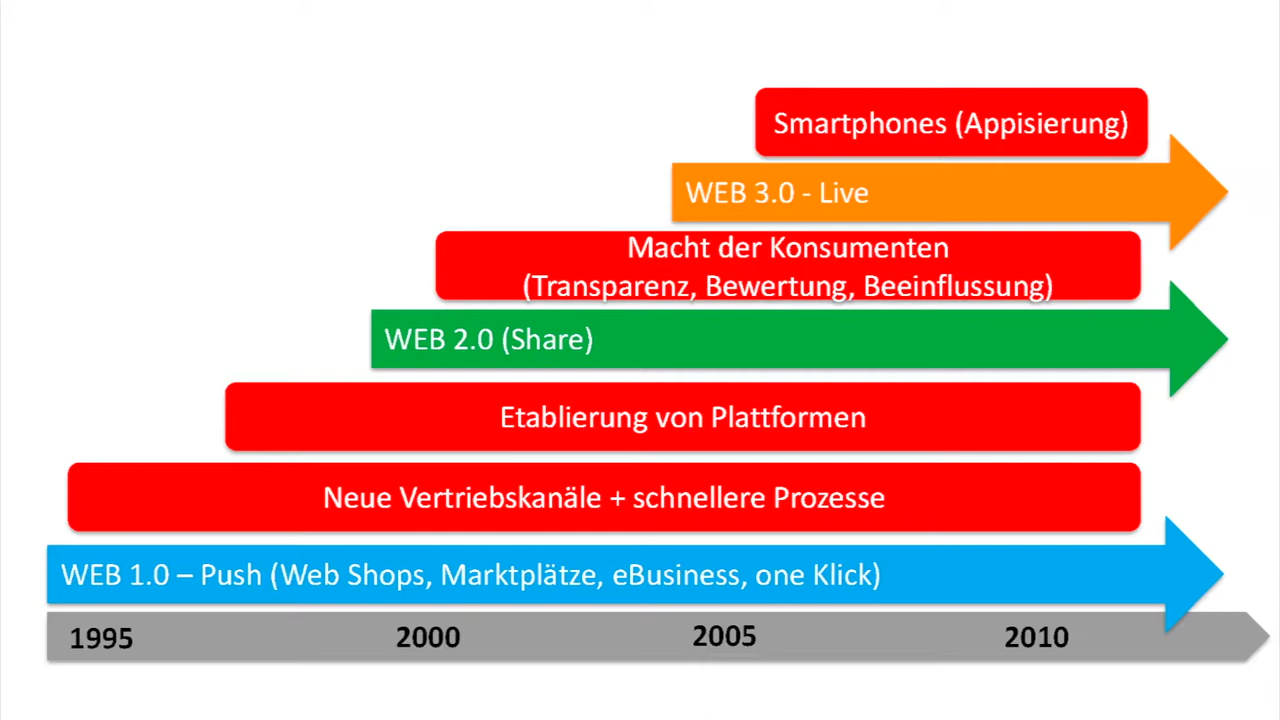 Smartphones (Appisierung)
WEB 3.0 - Live
Macht der Konsumenten
(Transparenz, Bewertung, Beeinflussung)
WEB 2.0 (Share)
Etablierung von Plattformen
Neue Vertriebskanäle + schnellere Prozesse
WEB 1.0 – Push (Web Shops, Marktplätze, eBusiness, one Klick)
1995 2000 2005 2010